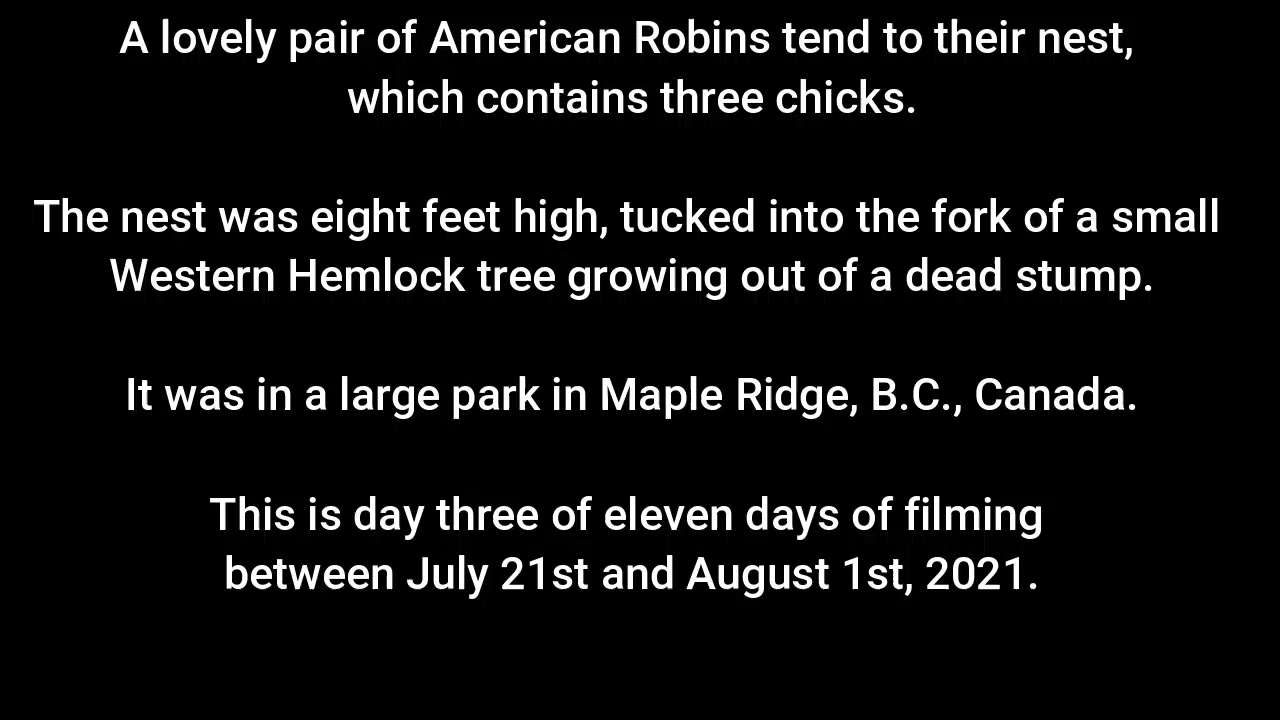 A lovely pair of American Robins tend to their nest,
which contains three chicks.
The nest was eight feet high, tucked into the fork of a small
Western Hemlock tree growing out of a dead stump.
It was in a large park in Maple Ridge, B.C., Canada.
This is day three of eleven days of filming
between July 21st and August 1st, 2021.